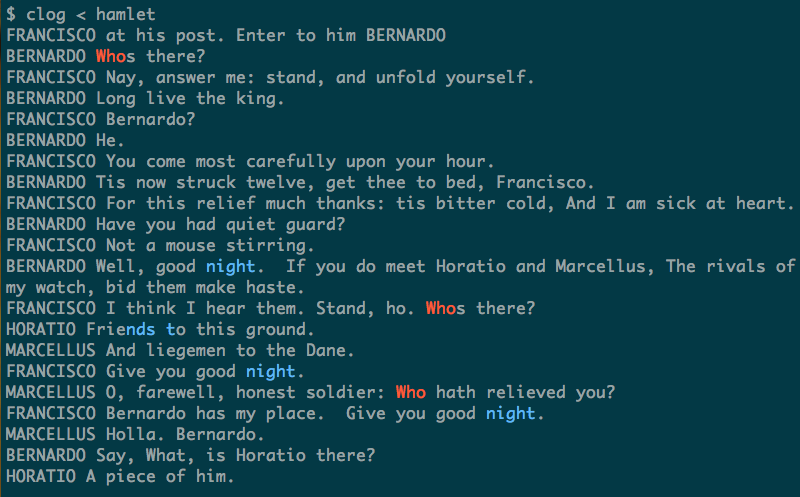 $ clog < hamlet
FRANCISCO at his post. Enter to him BERNARDO
BERNARDO Whos there?
FRANCISCO Nay, answer me: stand, and unfold yourself.
BERNARDO Long live the king.
FRANCISCO Bernardo?
BERNARDO He.
FRANCISCO You come most carefully upon your hour.
BERNARDO Tis now struck twelve, get thee to bed, Francisco.
FRANCISCO For this relief much thanks: tis bitter cold, And I am sick at heart.
BERNARDO Have you had quiet guard?
FRANCISCO Not a mouse stirring.
BERNARDO Well, good night.  If you do meet Horatio and Marcellus, The rivals of
my watch, bid them make haste.
FRANCISCO I think I hear them. Stand, ho. Whos there?
HORATIO Friends to this ground.
MARCELLUS And liegemen to the Dane.
FRANCISCO Give you good night.
MARCELLUS O, farewell, honest soldier: Who hath relieved you?
FRANCISCO Bernardo has my place.  Give you good night.
MARCELLUS Holla. Bernardo.
BERNARDO Say, What, is Horatio there?
HORATIO A piece of him.